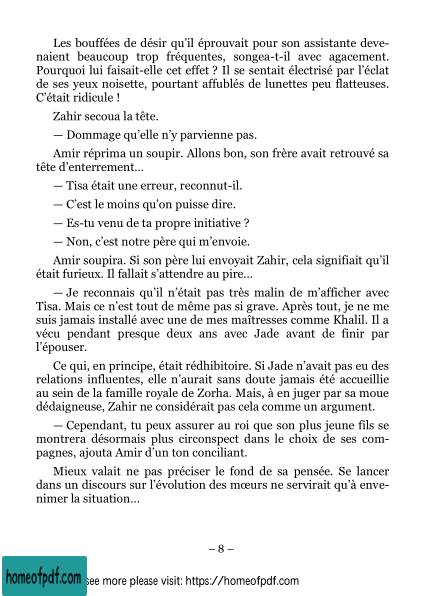 Les bouffées de désir qu’il éprouvait pour son assistante deve-
naient beaucoup trop fréquentes, songea-t-il avec agacement.
Pourquoi lui faisait-elle cet effet ? Il se sentait électrisé par l’éclat
de ses yeux noisette, pourtant affublés de lunettes peu flatteuses.
C’était ridicule !
Zahir secoua la tête.
— Dommage qu’elle n’y parvienne pas.
Amir réprima un soupir. Allons bon, son frère avait retrouvé sa
tête d’enterrement…
— Tisa était une erreur, reconnut-il.
— C’est le moins qu’on puisse dire.
— Es-tu venu de ta propre initiative ?
— Non, c’est notre père qui m’envoie.
Amir soupira. Si son père lui envoyait Zahir, cela signifiait qu’il
était furieux. Il fallait s’attendre au pire…
— Je reconnais qu’il n’était pas très malin de m’afficher avec
Tisa. Mais ce n’est tout de même pas si grave. Après tout, je ne me
suis jamais installé avec une de mes maîtresses comme Khalil. Il a
vécu pendant presque deux ans avec Jade avant de finir par
l’épouser.
Ce qui, en principe, était rédhibitoire. Si Jade n’avait pas eu des
relations influentes, elle n’aurait sans doute jamais été accueillie
au sein de la famille royale de Zorha. Mais, à en juger par sa moue
dédaigneuse, Zahir ne considérait pas cela comme un argument.
— Cependant, tu peux assurer au roi que son plus jeune fils se
montrera désormais plus circonspect dans le choix de ses com-
pagnes, ajouta Amir d’un ton conciliant.
Mieux valait ne pas préciser le fond de sa pensée. Se lancer
dans un discours sur l’évolution des mœurs ne servirait qu’à enve-
nimer la situation…
– 8 –
homeofpdf.com see more please visit: https://homeofpdf.com